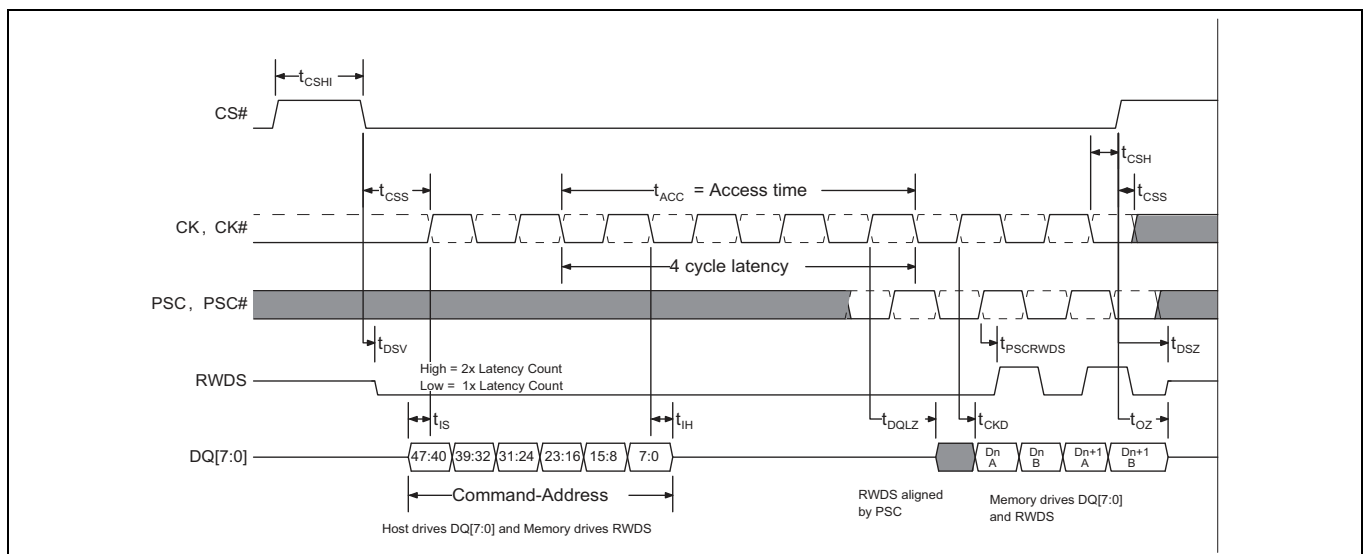 tCSHI
CS#
tCSH
tCSS
tACC = Access time
tCSS
CK, CK#
4 cycle latency
PSC, PSC#
tDSV
tPSCRWDS
tDSZ
RWDS
High = 2x Latency Count
Low = 1x Latency Count
tIS
tIH
tDQLZ
tCKD
tOZ
DQ[7:0]
47:40 39:32 31:24 23:16 15:8 7:0
Dn A
Dn B
Dn+1 A
Dn+1 B
Command-Address
RWDS aligned
by PSC
Memory drives DQ[7:0]
and RWDS
Host drives DQ[7:0] and Memory drives RWDS